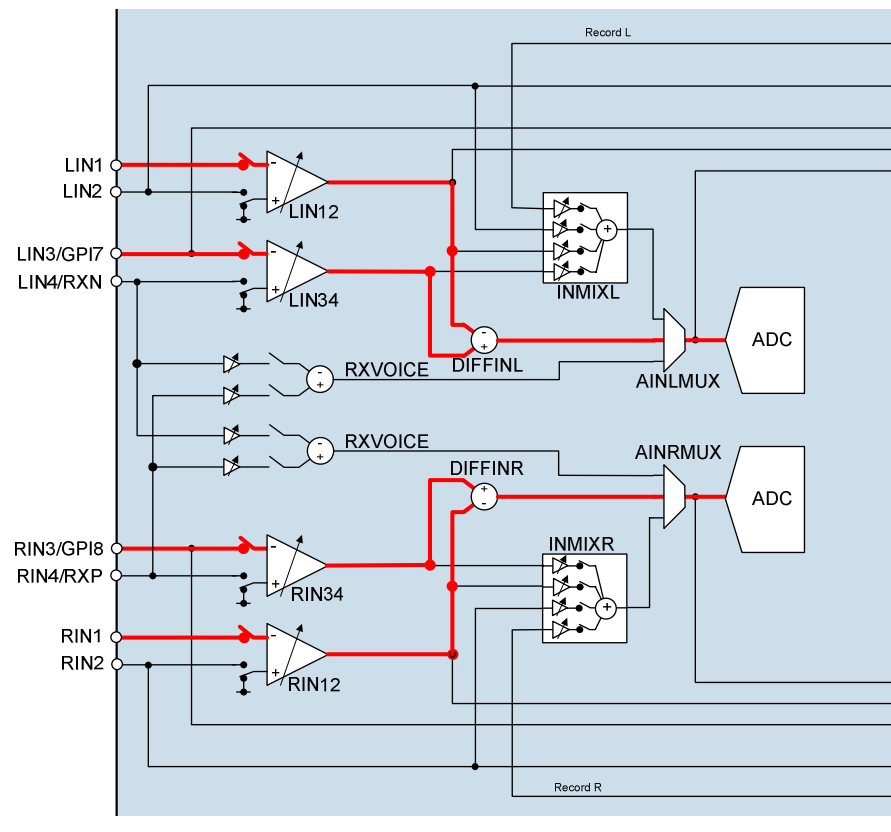 Record L
LIN1
-
+
LIN12
LIN2
LIN3/GPI7
-
+
LIN34
LIN4/RXN
+
INMIXL
-
+
DIFFINL
ADC
AINLMUX
-
+
RXVOICE
-
+
RXVOICE
AINRMUX
DIFFINR
+
-
ADC
RIN3/GPI8
-
+
RIN34
RIN4/RXP
INMIXR
+
RIN1
-
+
RIN12
RIN2
Record R